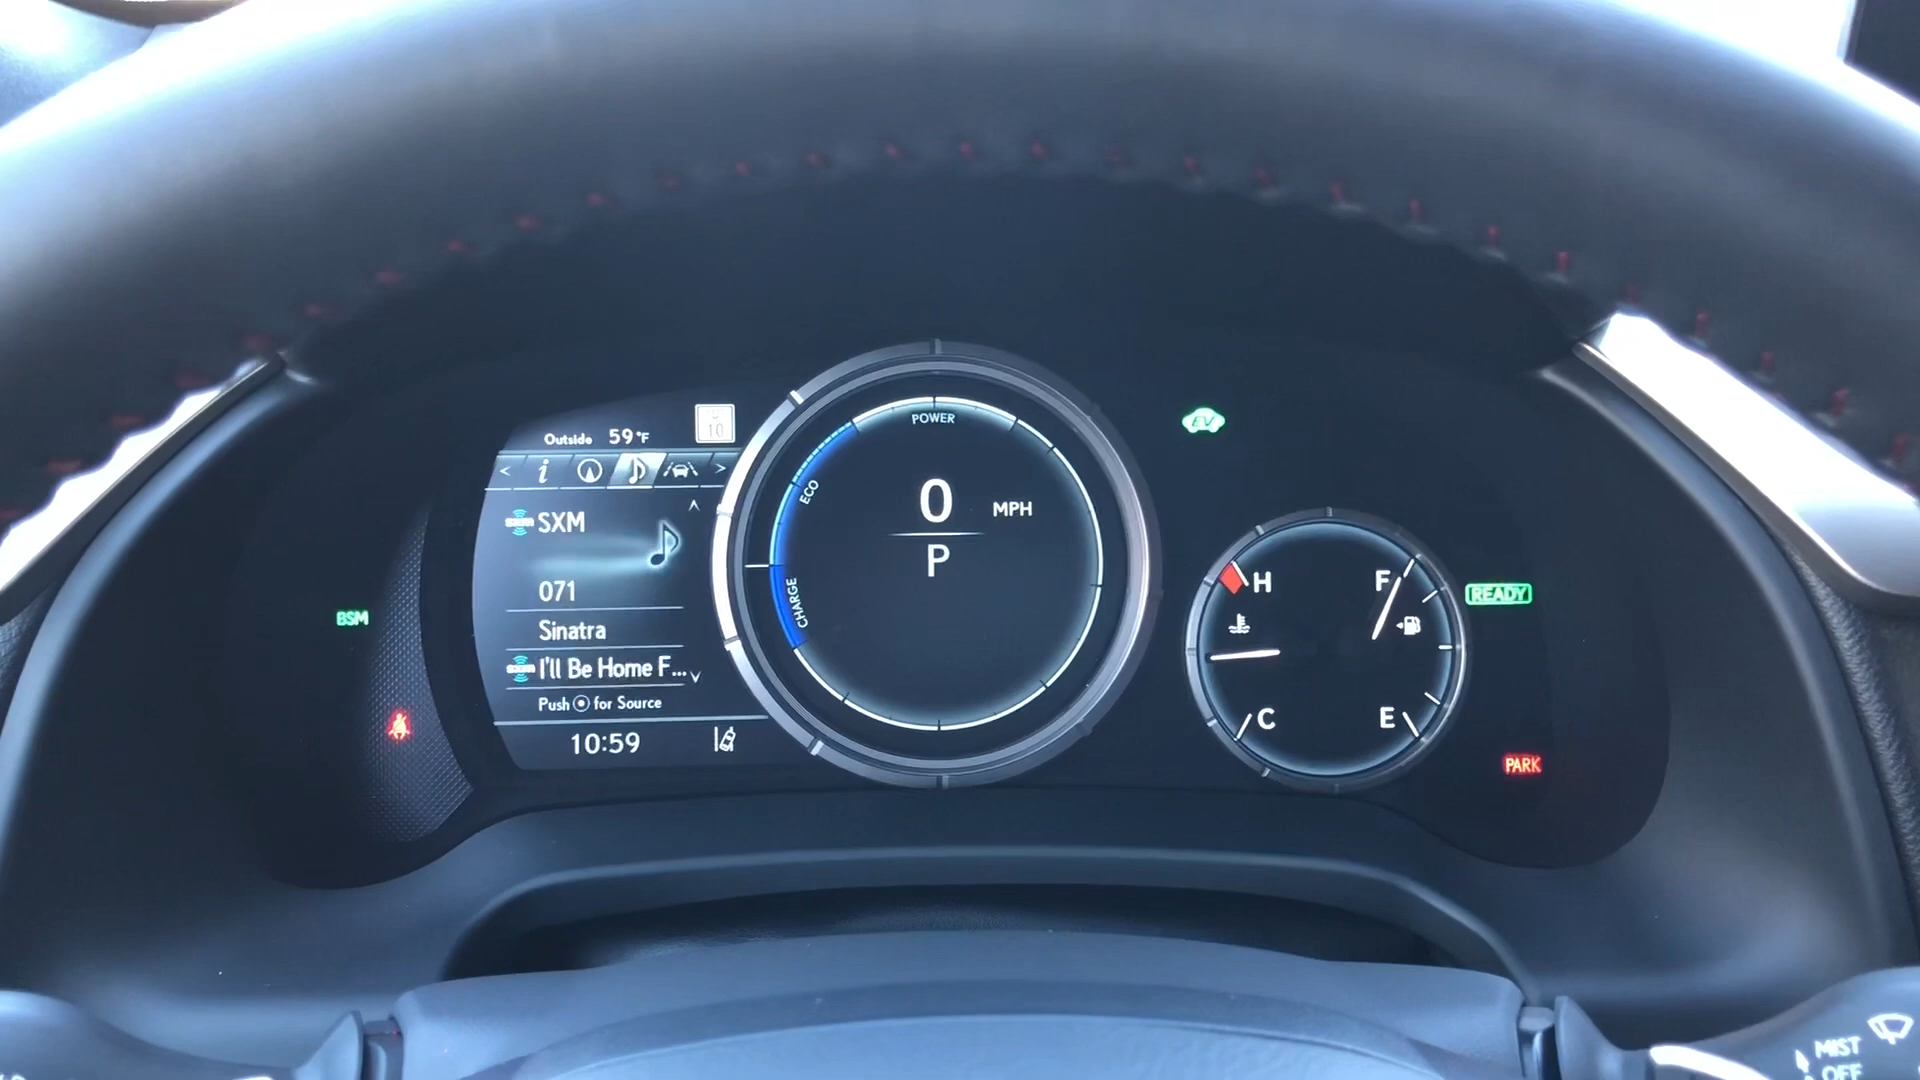 Outside 59°F
10
< i >
SXM
071
Sinatra
I'll Be Home F...
Push for Source
10:59
BSM
POWER
ECO
CHARGE
0 MPH
P
EV
H
C
F
E
READY
PARK
MIST
OFF